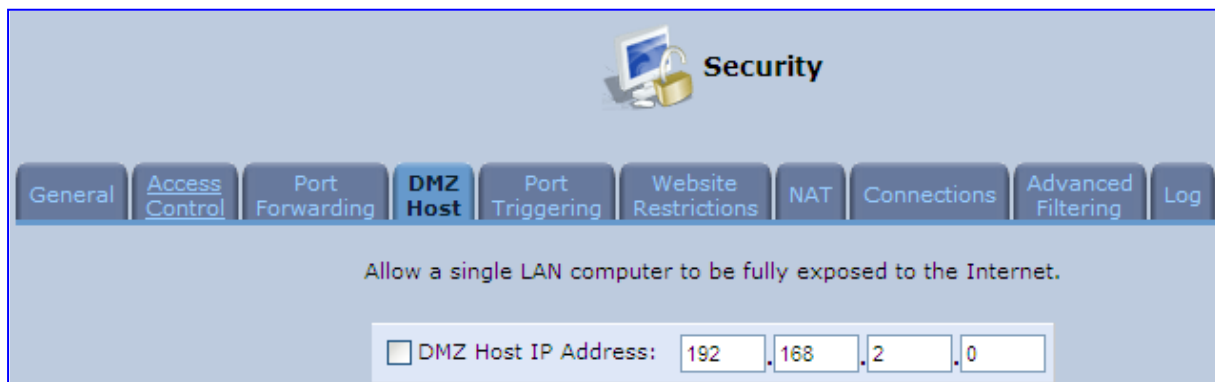 Security
General
Access Control
Port Forwarding
DMZ Host
Port Triggering
Website Restrictions
NAT
Connections
Advanced Filtering
Log
Allow a single LAN computer to be fully exposed to the Internet.
DMZ Host IP Address: 192 . 168 . 2 . 0